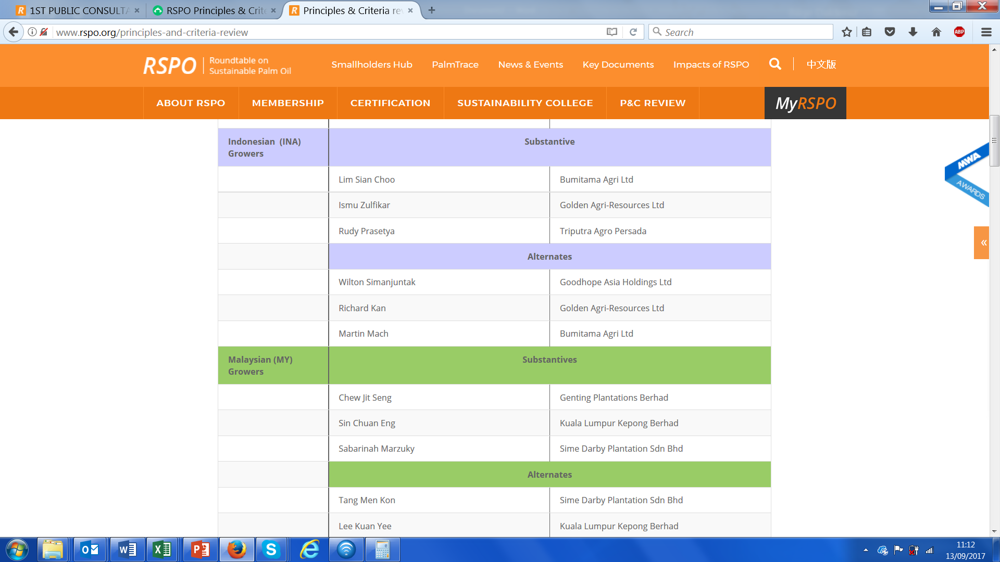 1ST PUBLIC CONSULTA
RSPO Principles & Crite
Principles & Criteria re
www.rspo.org/principles-and-criteria-review
Search
ABP
RSPO
Roundtable on
Sustainable Palm Oil
Smallholders Hub
PalmTrace
News & Events
Key Documents
Impacts of RSPO
中文版
ABOUT RSPO
MEMBERSHIP
CERTIFICATION
SUSTAINABILITY COLLEGE
P&C REVIEW
MyRSPO
Indonesian (INA)
Growers
Substantive
Lim Sian Choo
Bumitama Agri Ltd
Ismu Zulfikar
Golden Agri-Resources Ltd
Rudy Prasetya
Triputra Agro Persada
Alternates
Wilton Simanjuntak
Goodhope Asia Holdings Ltd
Richard Kan
Golden Agri-Resources Ltd
Martin Mach
Bumitama Agri Ltd
Malaysian (MY)
Growers
Substantives
Chew Jit Seng
Genting Plantations Berhad
Sin Chuan Eng
Kuala Lumpur Kepong Berhad
Sabarinah Marzuky
Sime Darby Plantation Sdn Bhd
Alternates
Tang Men Kon
Sime Darby Plantation Sdn Bhd
Lee Kuan Yee
Kuala Lumpur Kepong Berhad
MWA
AWARDS
11:12
13/09/2017